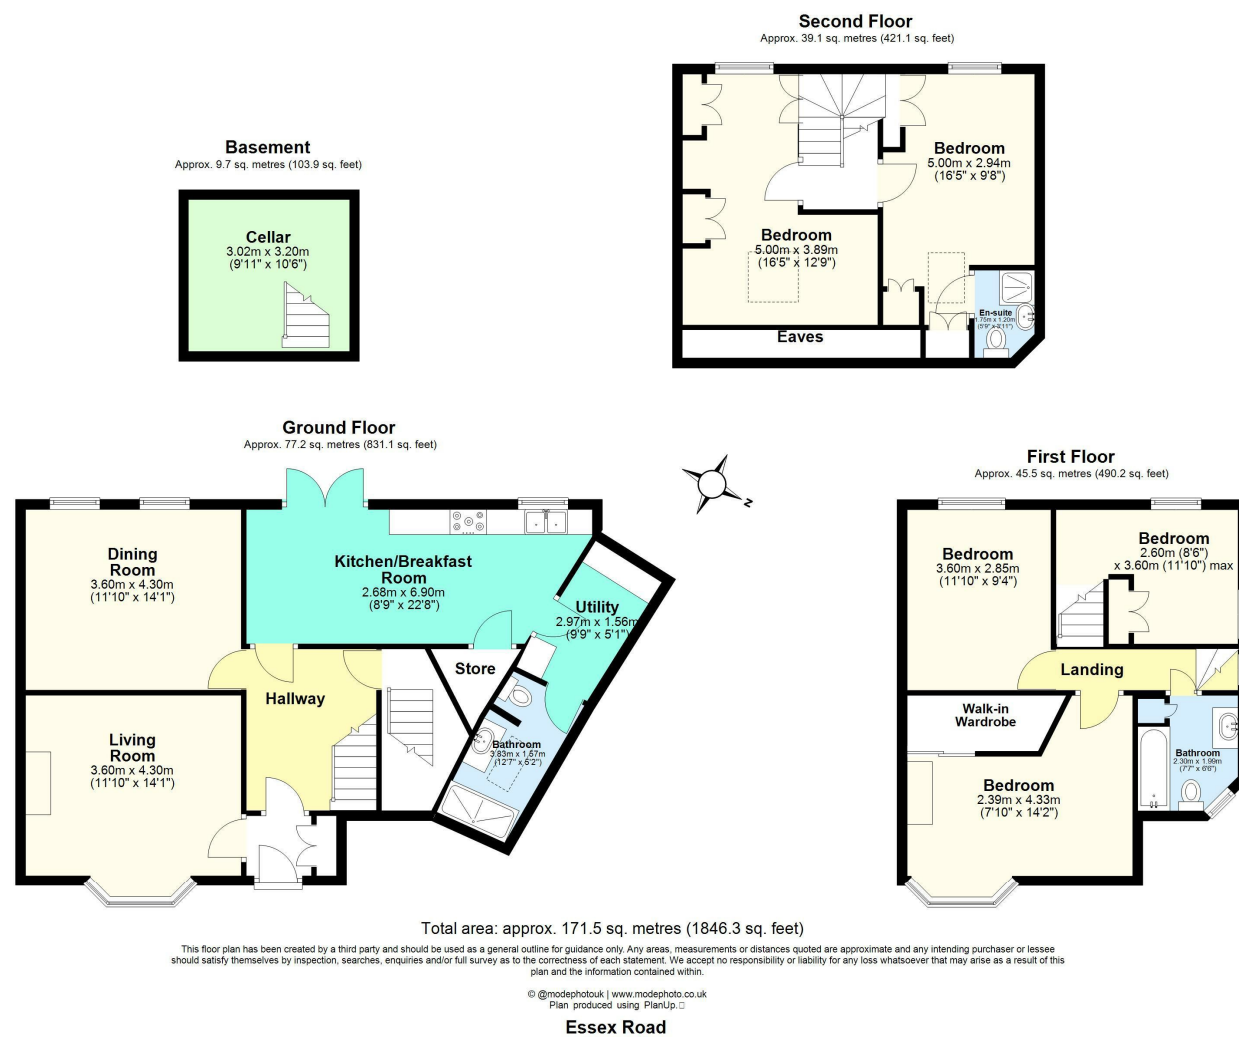 Second Floor
Approx. 39.1 sq. metres (421.1 sq. feet)
Basement
Approx. 9.7 sq. metres (103.9 sq. feet)
Cellar
3.02m x 3.20m
(9'11" x 10'6")
Bedroom
5.00m x 2.94m
(16'5" x 9'8")
Bedroom
5.00m x 3.89m
(16'5" x 12'9")
En-suite
1.75m x 1.20m
(5'9" x 3'11")
Eaves
Ground Floor
Approx. 77.2 sq. metres (831.1 sq. feet)
Dining
Room
3.60m x 4.30m
(11'10" x 14'1")
Kitchen/Breakfast
Room
2.68m x 6.90m
(8'9" x 22'8")
Utility
2.97m x 1.56m
(9'9" x 5'1")
Store
Hallway
Living
Room
3.60m x 4.30m
(11'10" x 14'1")
Bathroom
3.83m x 1.57m
(12'7" x 5'2")
N
First Floor
Approx. 45.5 sq. metres (490.2 sq. feet)
Bedroom
3.60m x 2.85m
(11'10" x 9'4")
Bedroom
2.60m (8'6")
x 3.60m (11'10") max
Landing
Walk-in
Wardrobe
Bedroom
2.39m x 4.33m
(7'10" x 14'2")
Bathroom
2.30m x 1.99m
(7'7" x 6'6")
Total area: approx. 171.5 sq. metres (1846.3 sq. feet)
This floor plan has been created by a third party and should be used as a general outline for guidance only. Any areas, measurements or distances quoted are approximate and any intending purchaser or lessee
should satisfy themselves by inspection, searches, enquiries and/or full survey as to the correctness of each statement. We accept no responsibility or liability for any loss whatsoever that may arise as a result of this
plan and the information contained within.
© @modephotouk | www.modephoto.co.uk
Plan produced using PlanUp.
Essex Road